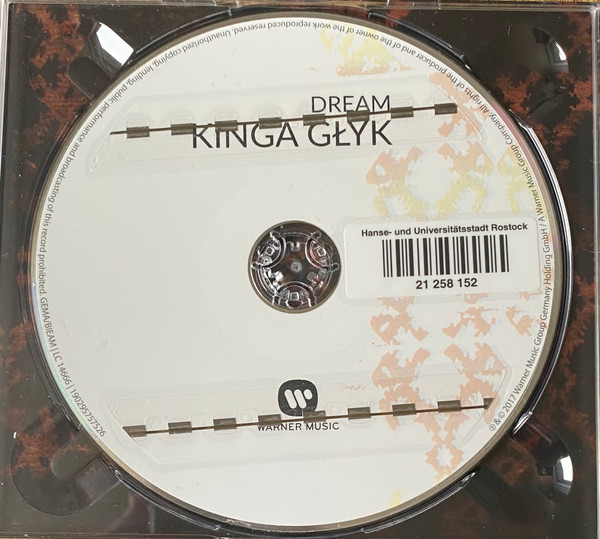 DREAM
KINGA GŁYK
Hanse- und Universitätsstadt Rostock
21 258 152
W
WARNER MUSIC
All rights of the producer and of the owner of the work reproduced reserved. Unauthorized copying, lending, public performance and broadcasting of this record prohibited. GEMA/BIEAM | LC 14666 | 190295757526
℗ & © 2017 Warner Music Group Germany Holding GmbH / A Warner Music Group Company.